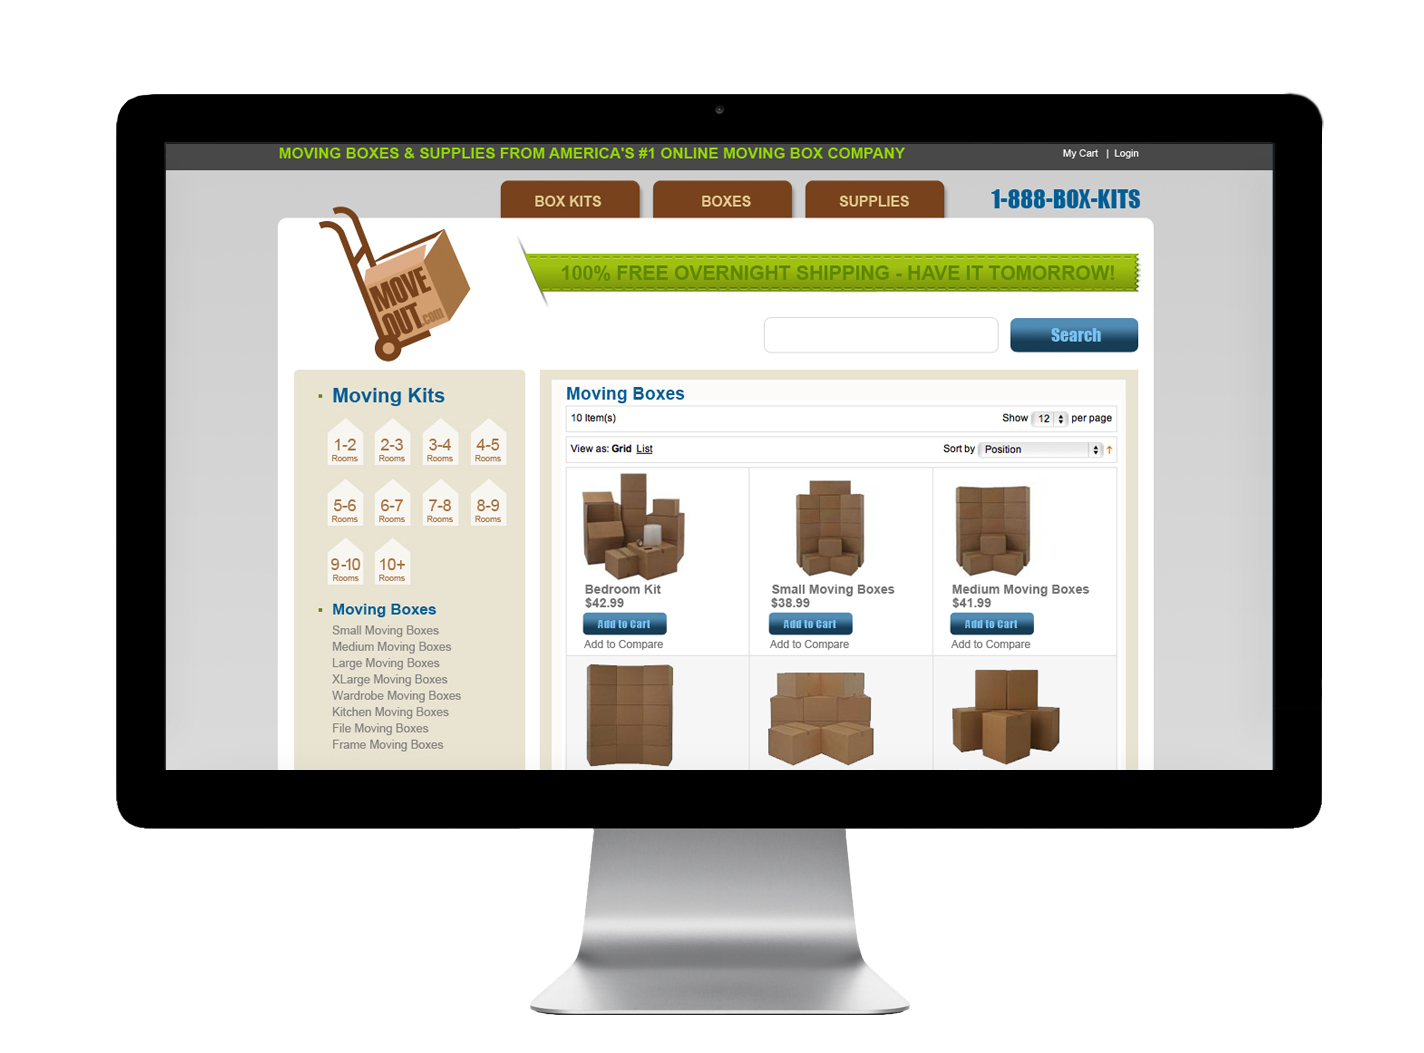 MOVING BOXES & SUPPLIES FROM AMERICA'S #1 ONLINE MOVING BOX COMPANY
My Cart | Login
BOX KITS
BOXES
SUPPLIES
1-888-BOX-KITS
MOVE
OUT.com
100% FREE OVERNIGHT SHIPPING - HAVE IT TOMORROW!
Search
Moving Kits
1-2 2-3 3-4 4-5
Rooms Rooms Rooms Rooms
5-6 6-7 7-8 8-9
Rooms Rooms Rooms Rooms
9-10 10+
Rooms Rooms
Moving Boxes
Small Moving Boxes
Medium Moving Boxes
Large Moving Boxes
XLarge Moving Boxes
Wardrobe Moving Boxes
Kitchen Moving Boxes
File Moving Boxes
Frame Moving Boxes
Moving Boxes
10 Item(s)
Show 12 per page
View as: Grid List
Sort by Position
Bedroom Kit
$42.99
Add to Cart
Add to Compare
Small Moving Boxes
$38.99
Add to Cart
Add to Compare
Medium Moving Boxes
$41.99
Add to Cart
Add to Compare